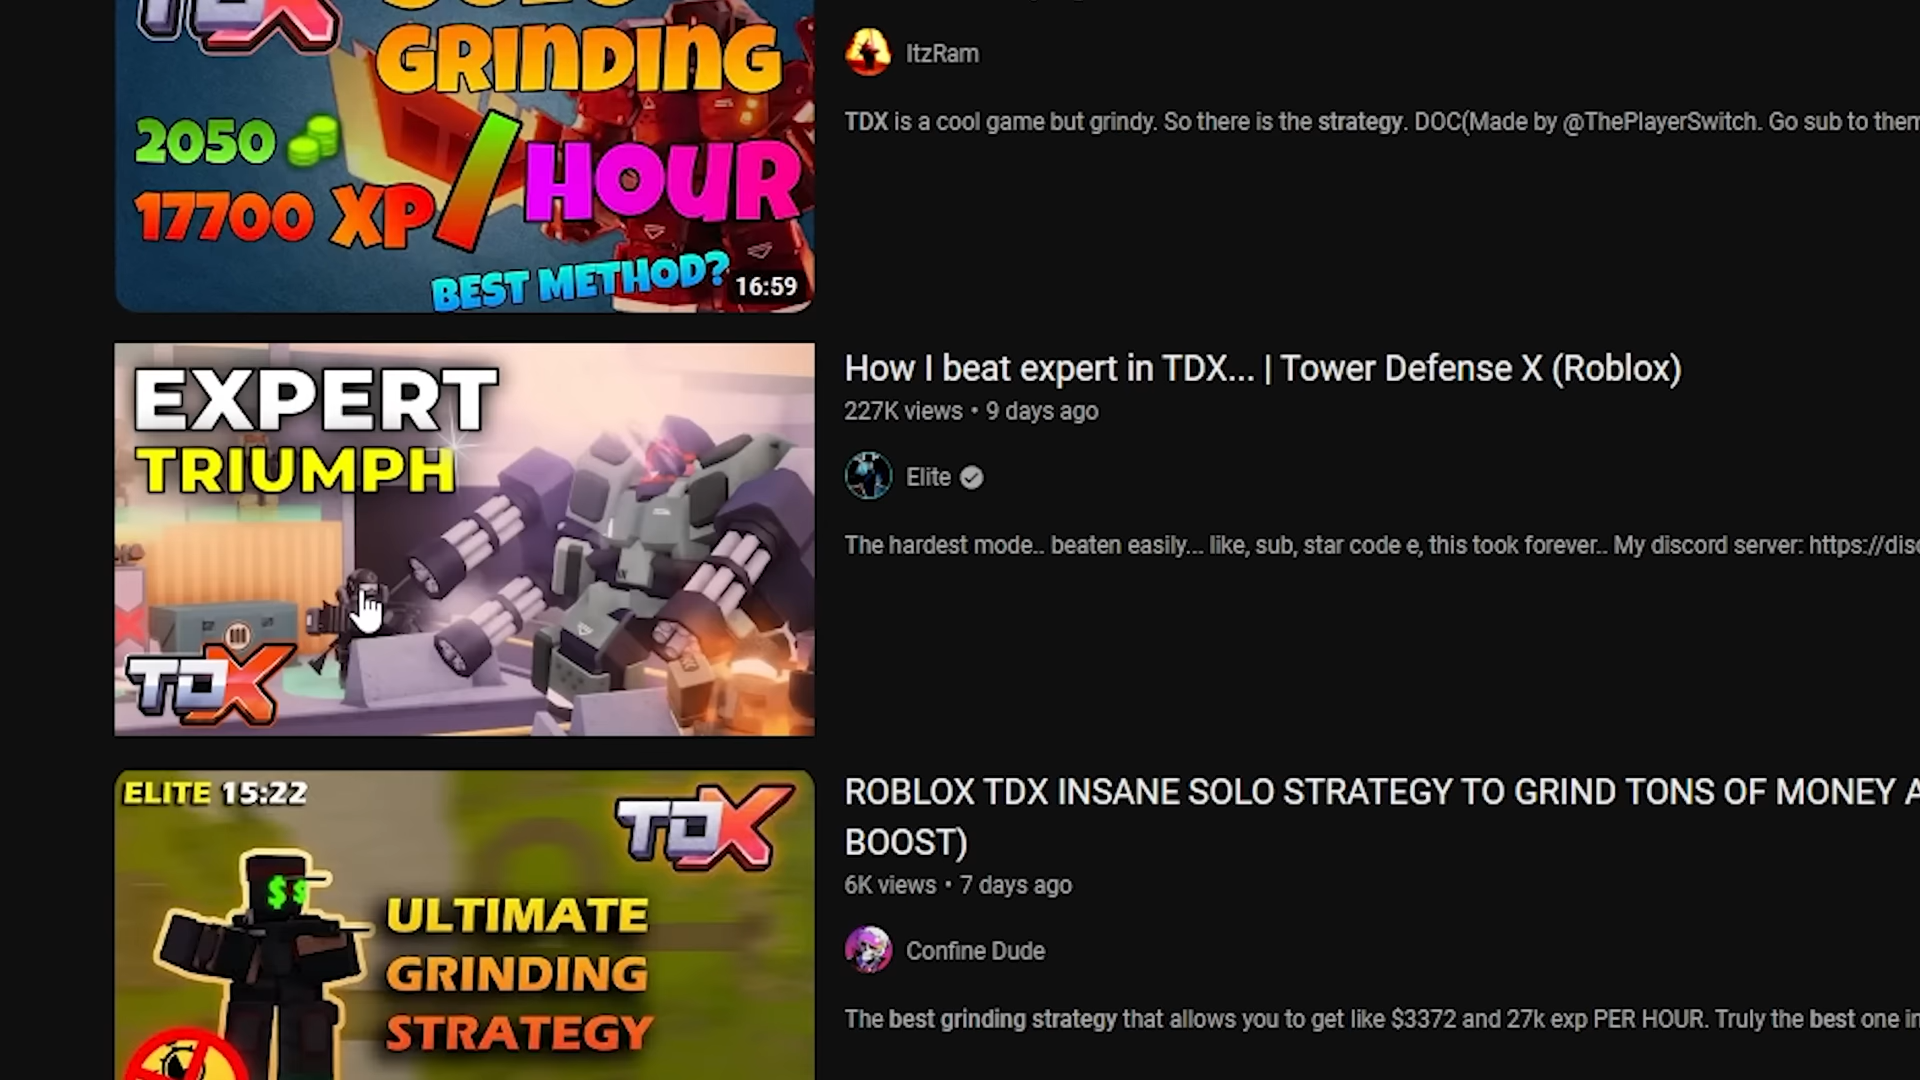 TDX
GRINDING
2050
17700 XP / HOUR
BEST METHOD?
16:59
ItzRam
TDX is a cool game but grindy. So there is the strategy. DOC(Made by @ThePlayerSwitch. Go sub to them
EXPERT
TRIUMPH
TDX
How I beat expert in TDX... | Tower Defense X (Roblox)
227K views • 9 days ago
Elite
The hardest mode.. beaten easily... like, sub, star code e, this took forever.. My discord server: https://disc
ELITE 15:22
TDX
ULTIMATE
GRINDING
STRATEGY
ROBLOX TDX INSANE SOLO STRATEGY TO GRIND TONS OF MONEY A
BOOST)
6K views • 7 days ago
Confine Dude
The best grinding strategy that allows you to get like $3372 and 27k exp PER HOUR. Truly the best one in